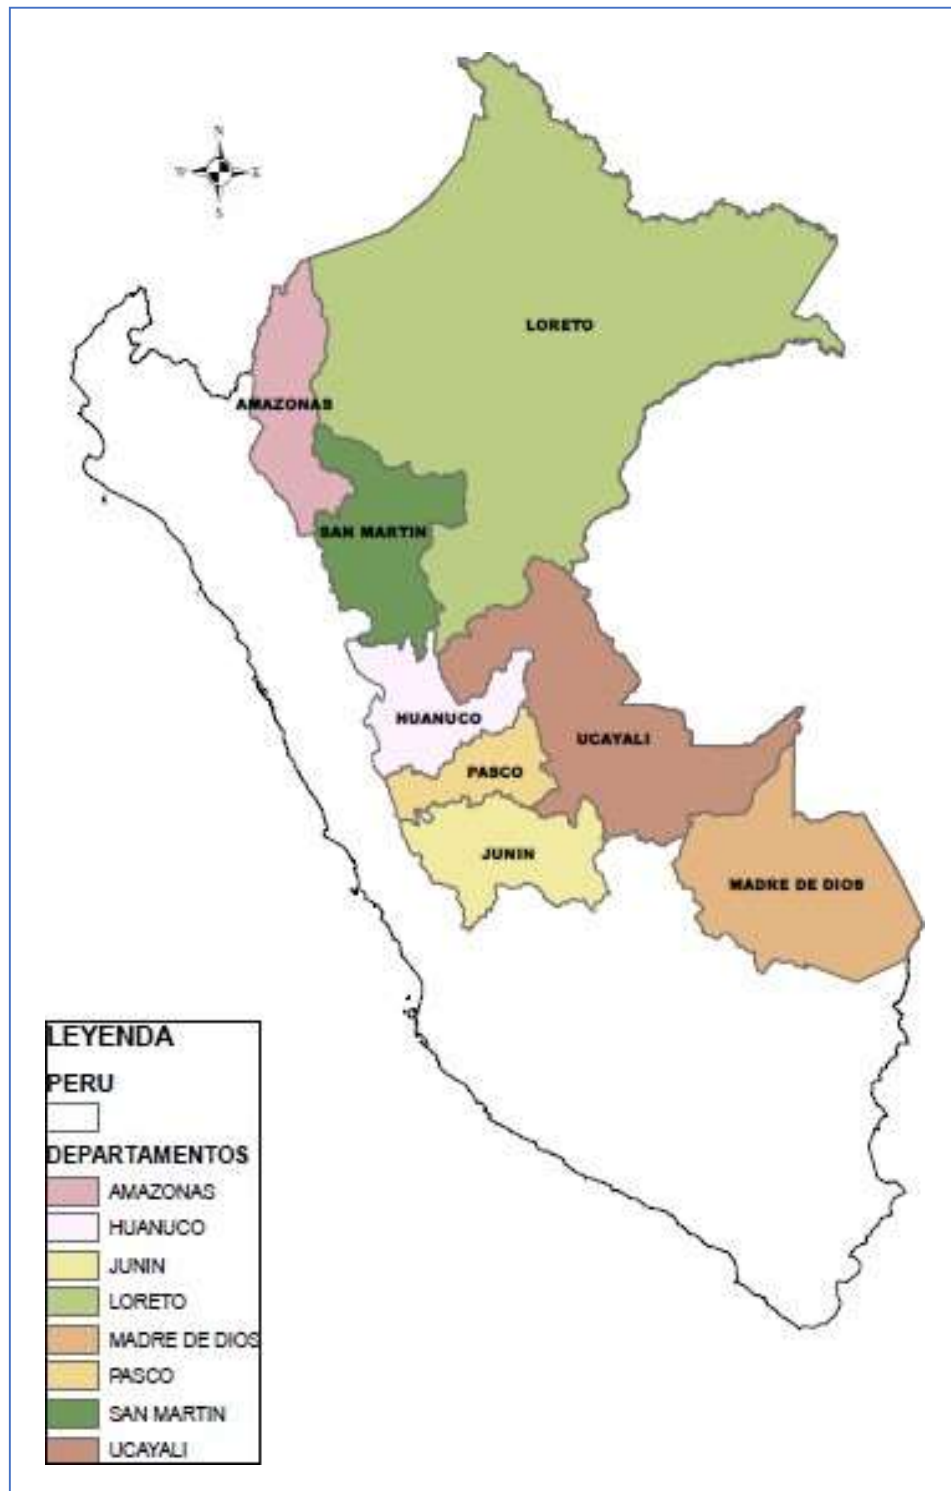 N
W E
S
LORETO
AMAZONAS
SAN MARTIN
HUANUCO
UCAYALI
PASCO
JUNIN
MADRE DE DIOS
LEYENDA
PERU
DEPARTAMENTOS
AMAZONAS
HUANUCO
JUNIN
LORETO
MADRE DE DIOS
PASCO
SAN MARTIN
UCAYALI